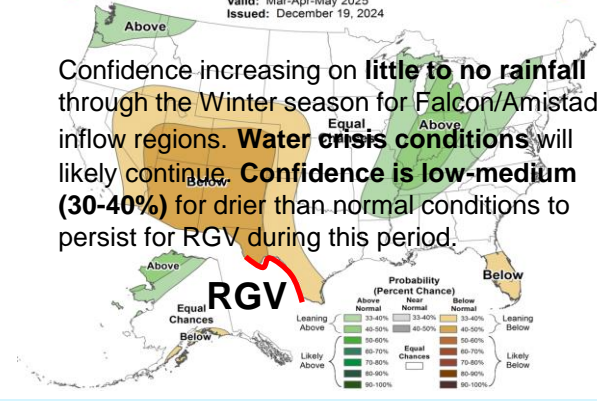 Valid: Mar-Apr-May 2025
Issued: December 19, 2024
Above
Confidence increasing on little to no rainfall
through the Winter season for Falcon/Amistad
inflow regions. Water crisis conditions will
likely continue. Confidence is low-medium
(30-40%) for drier than normal conditions to
persist for RGV during this period.
Equal
Chances
Above
Below
Above
Below
RGV
Equal
Chances
Below
Probability
(Percent Chance)
Above Normal
Near Normal
Below Normal
Leaning Above
33-40%
33-40%
33-40%
Leaning Below
40-50%
40-50%
40-50%
Likely Above
50-60%
Equal Chances
50-60%
Likely Below
60-70%
60-70%
70-80%
70-80%
80-90%
80-90%
90-100%
90-100%